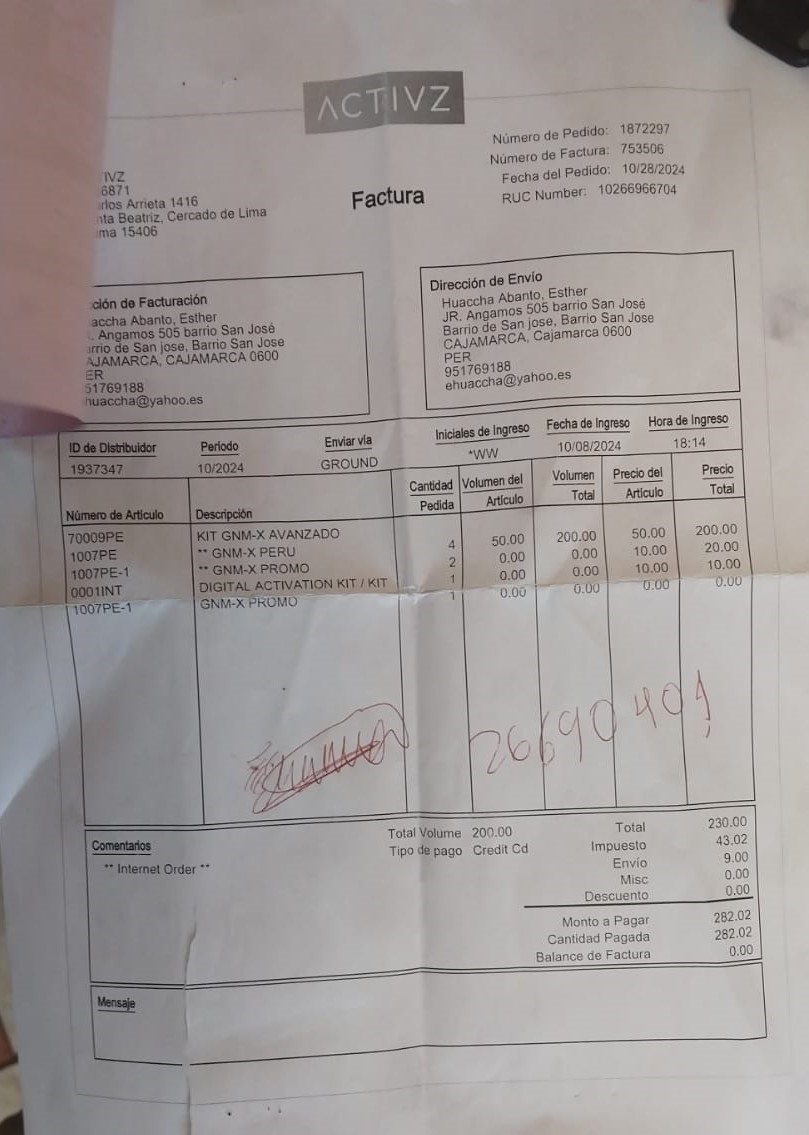 ACTIVZ
Número de Pedido: 1872297
Número de Factura: 753506
Fecha del Pedido: 10/28/2024
RUC Number: 10266966704
IVZ
6871
rlos Arrieta 1416
nta Beatriz, Cercado de Lima
ma 15406
Factura
ción de Facturación
accha Abanto, Esther
. Angamos 505 barrio San José
rrio de San jose, Barrio San Jose
AJAMARCA, CAJAMARCA 0600
ER
51769188
huaccha@yahoo.es
Dirección de Envío
Huaccha Abanto, Esther
JR. Angamos 505 barrio San José
Barrio de San jose, Barrio San Jose
CAJAMARCA, Cajamarca 0600
PER
951769188
ehuaccha@yahoo.es
ID de Distribuidor Período Enviar vía Iniciales de Ingreso Fecha de Ingreso Hora de Ingreso
1937347 10/2024 GROUND *WW 10/08/2024 18:14
Número de Artículo Descripción Cantidad Pedida Volumen del Artículo Volumen Total Precio del Artículo Precio Total
70009PE KIT GNM-X AVANZADO 4 50.00 200.00 50.00 200.00
1007PE ** GNM-X PERU 2 0.00 0.00 10.00 20.00
1007PE-1 ** GNM-X PROMO 1 0.00 0.00 10.00 10.00
0001INT DIGITAL ACTIVATION KIT / KIT 1 0.00 0.00 0.00 0.00
1007PE-1 GNM-X PROMO
26690401
Comentarios
** Internet Order **
Total Volume 200.00
Tipo de pago Credit Cd
Total 230.00
Impuesto 43.02
Envío 9.00
Misc 0.00
Descuento 0.00
Monto a Pagar 282.02
Cantidad Pagada 282.02
Balance de Factura 0.00
Mensaje